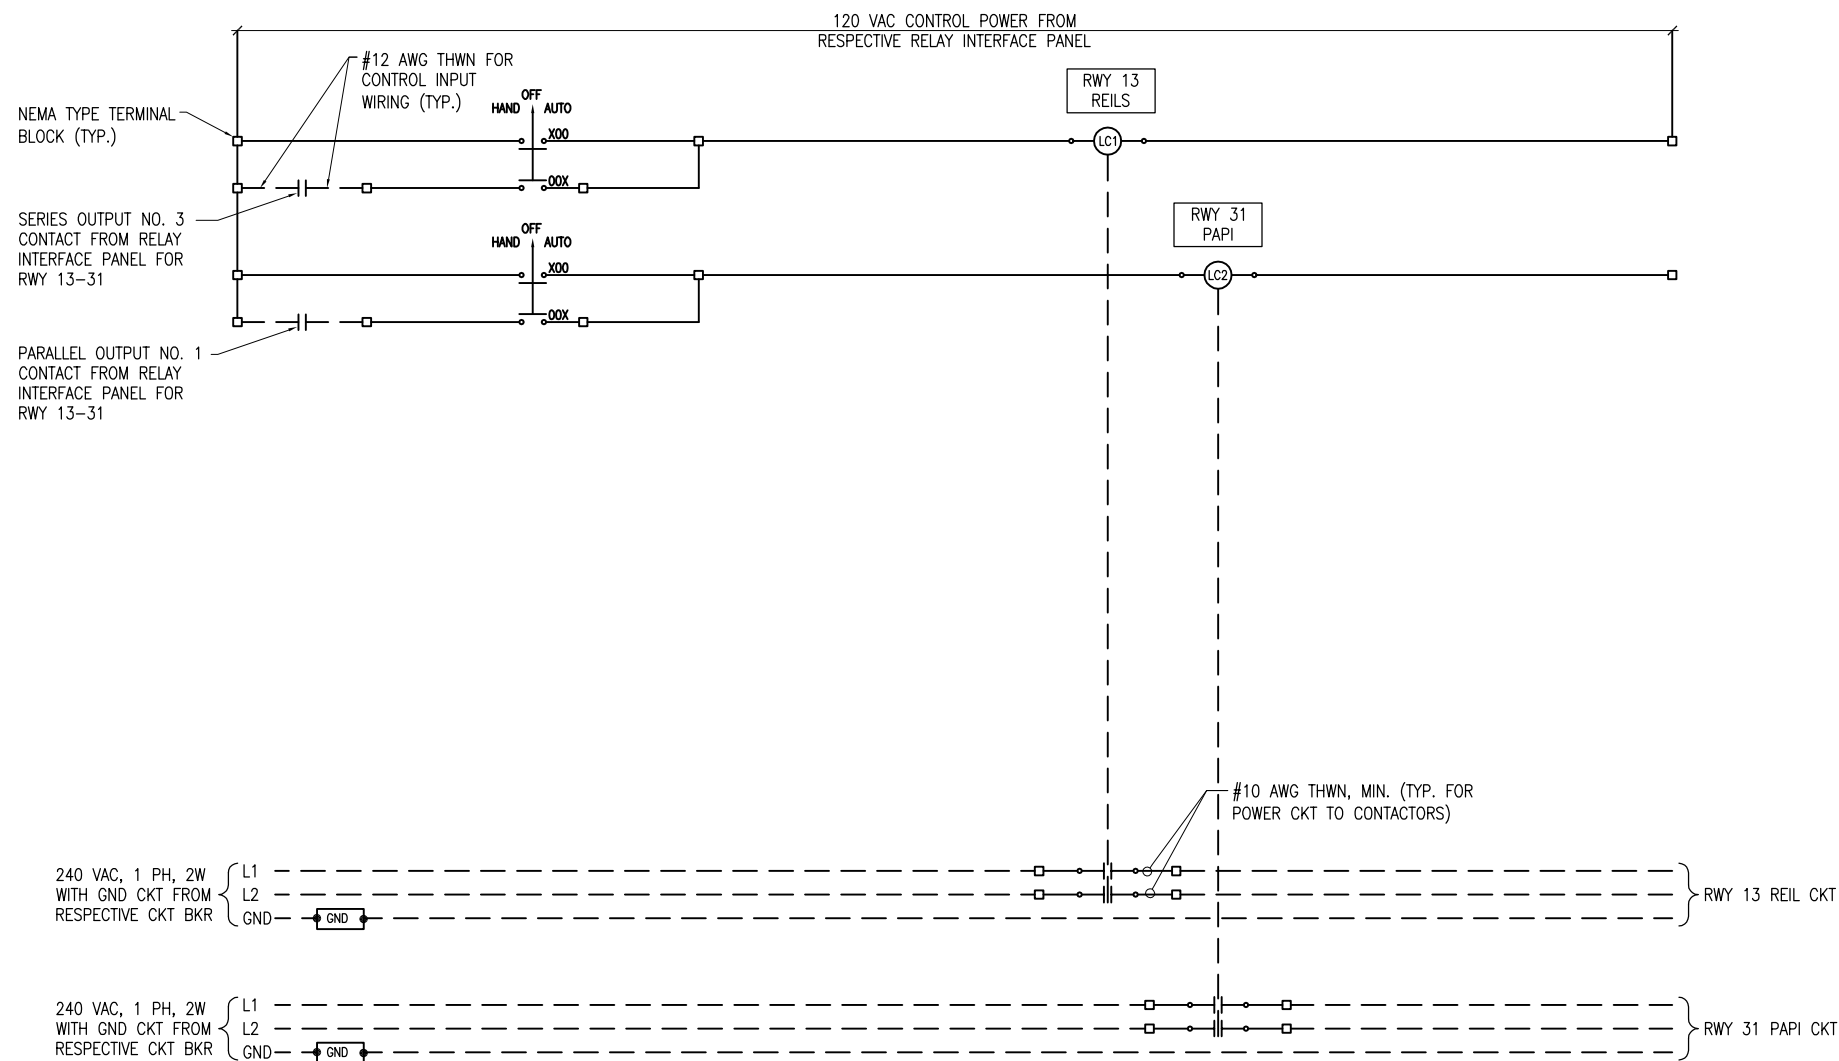 120 VAC CONTROL POWER FROM
RESPECTIVE RELAY INTERFACE PANEL
#12 AWG THWN FOR
CONTROL INPUT
WIRING (TYP.)
NEMA TYPE TERMINAL
BLOCK (TYP.)
OFF
HAND
AUTO
XOO
OOX
RWY 13
REILS
LC1
SERIES OUTPUT NO. 3
CONTACT FROM RELAY
INTERFACE PANEL FOR
RWY 13-31
OFF
HAND
AUTO
XOO
OOX
RWY 31
PAPI
LC2
PARALLEL OUTPUT NO. 1
CONTACT FROM RELAY
INTERFACE PANEL FOR
RWY 13-31
#10 AWG THWN, MIN. (TYP. FOR
POWER CKT TO CONTACTORS)
240 VAC, 1 PH, 2W
WITH GND CKT FROM
RESPECTIVE CKT BKR
L1
L2
GND
GND
RWY 13 REIL CKT
240 VAC, 1 PH, 2W
WITH GND CKT FROM
RESPECTIVE CKT BKR
L1
L2
GND
GND
RWY 31 PAPI CKT